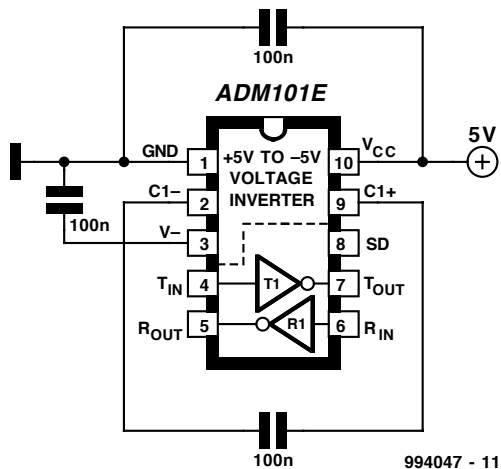 100n
ADM101E
5V
GND 1 +5V TO –5V 10 VCC
VOLTAGE
INVERTER
C1– 2 9 C1+
100n
V– 3 8 SD
TIN 4 T1 7 TOUT
ROUT 5 R1 6 RIN
100n
994047 - 11